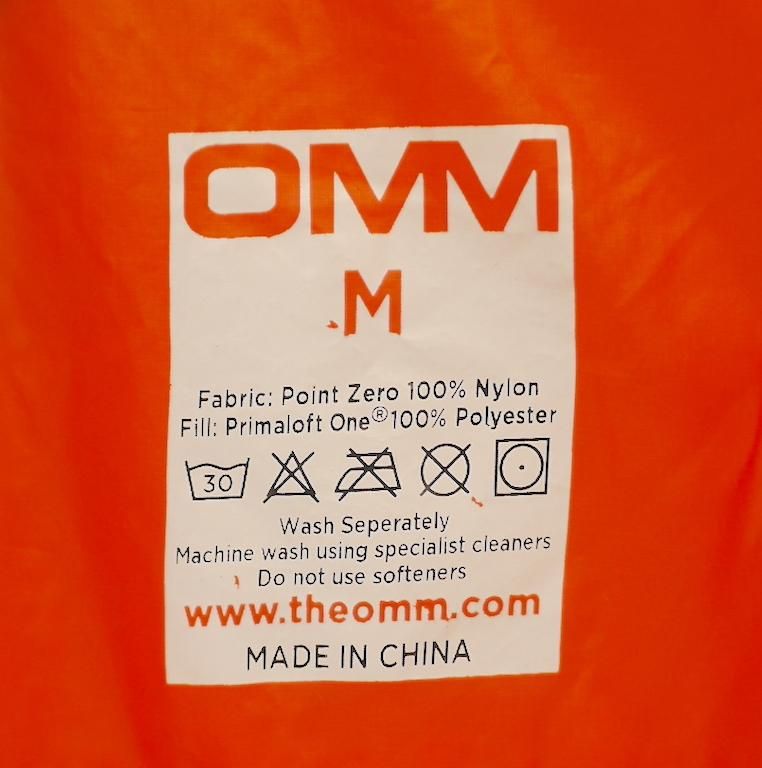 OMM
M
Fabric: Point Zero 100% Nylon
Fill: Primaloft One® 100% Polyester
30
Wash Seperately
Machine wash using specialist cleaners
Do not use softeners
www.theomm.com
MADE IN CHINA